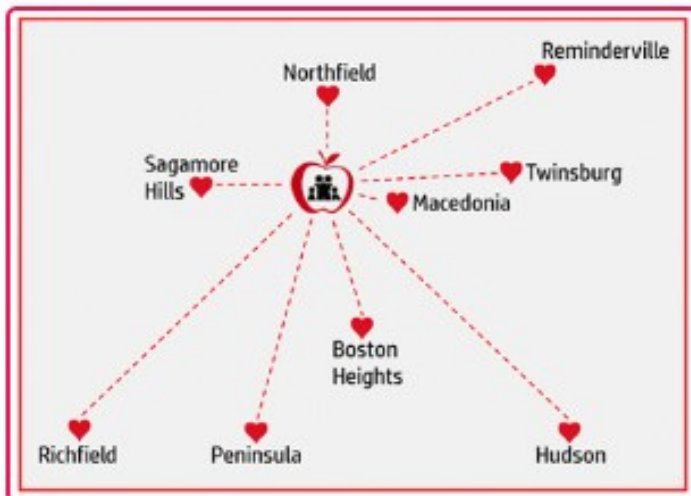 Reminderville
Northfield
Sagamore
Hills
Twinsburg
Macedonia
Boston
Heights
Richfield
Peninsula
Hudson